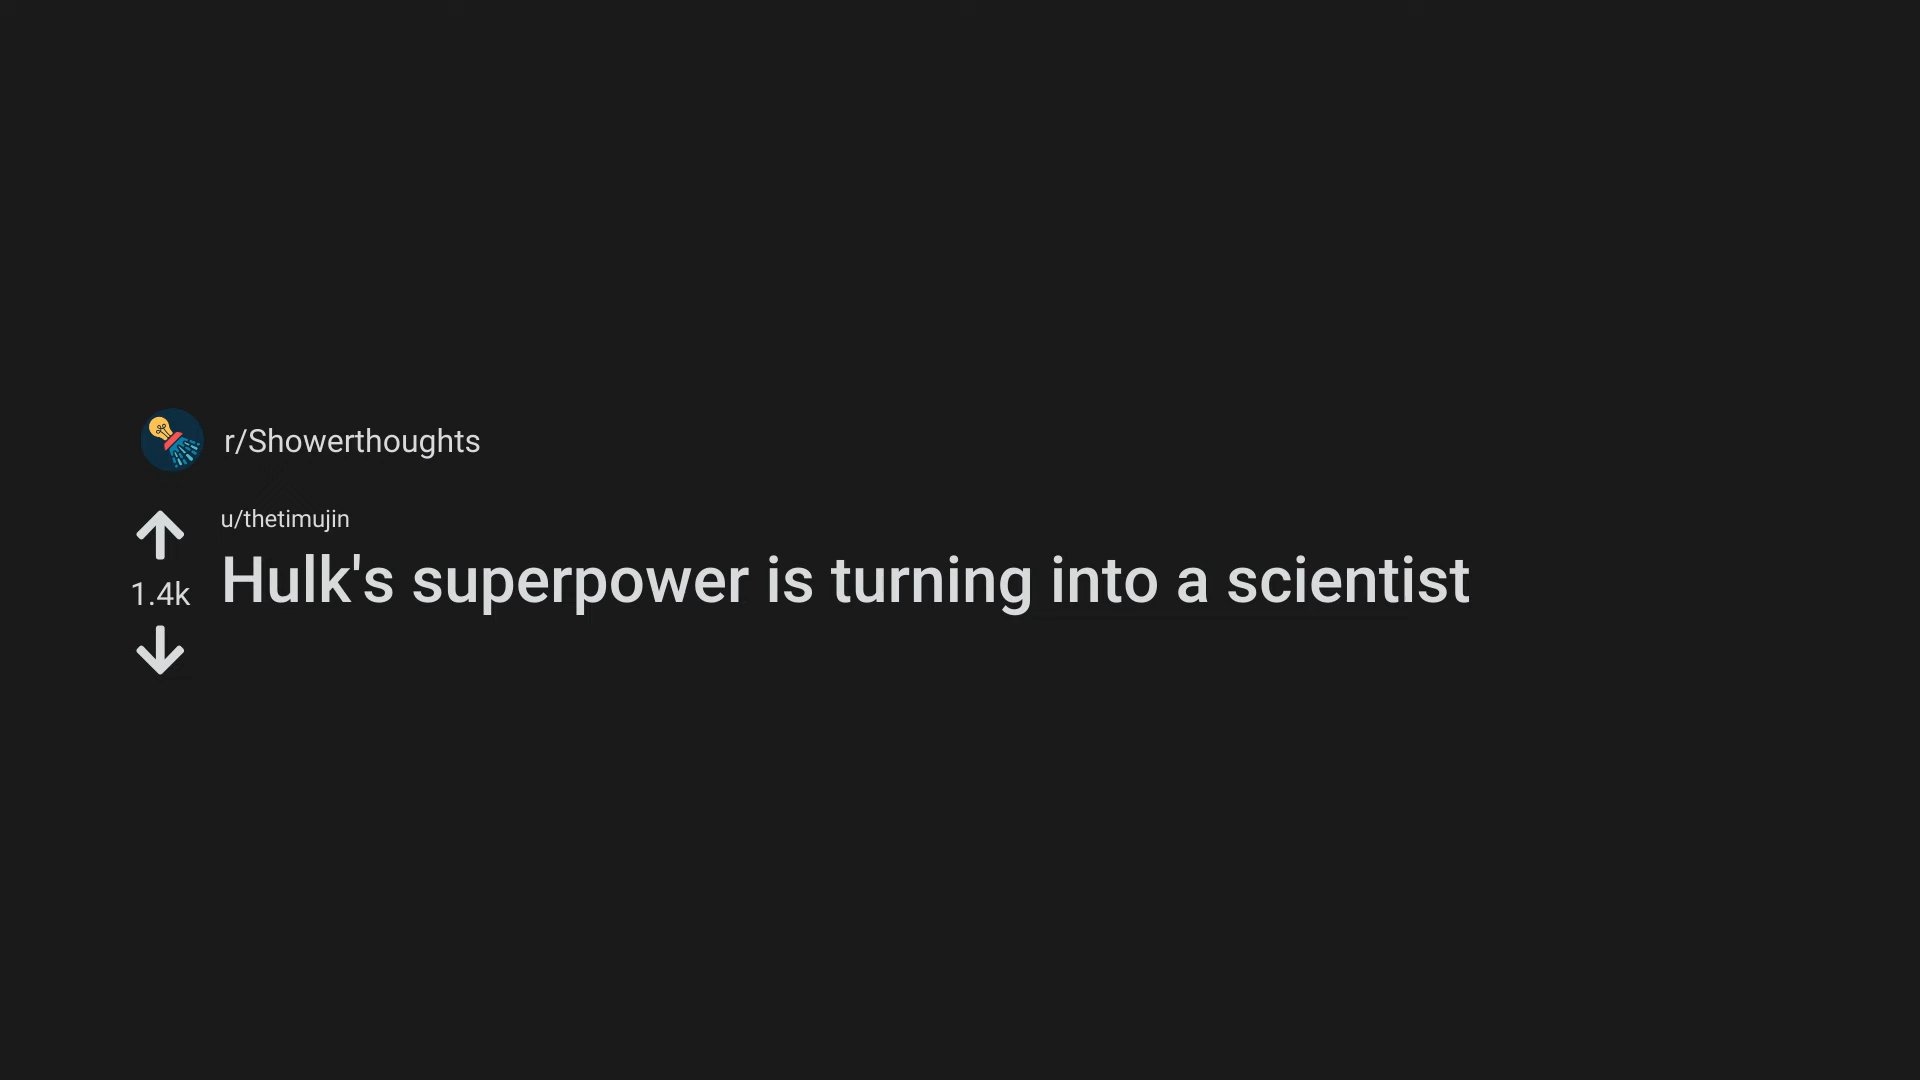 r/Showerthoughts
u/thetimujin
1.4k
Hulk's superpower is turning into a scientist